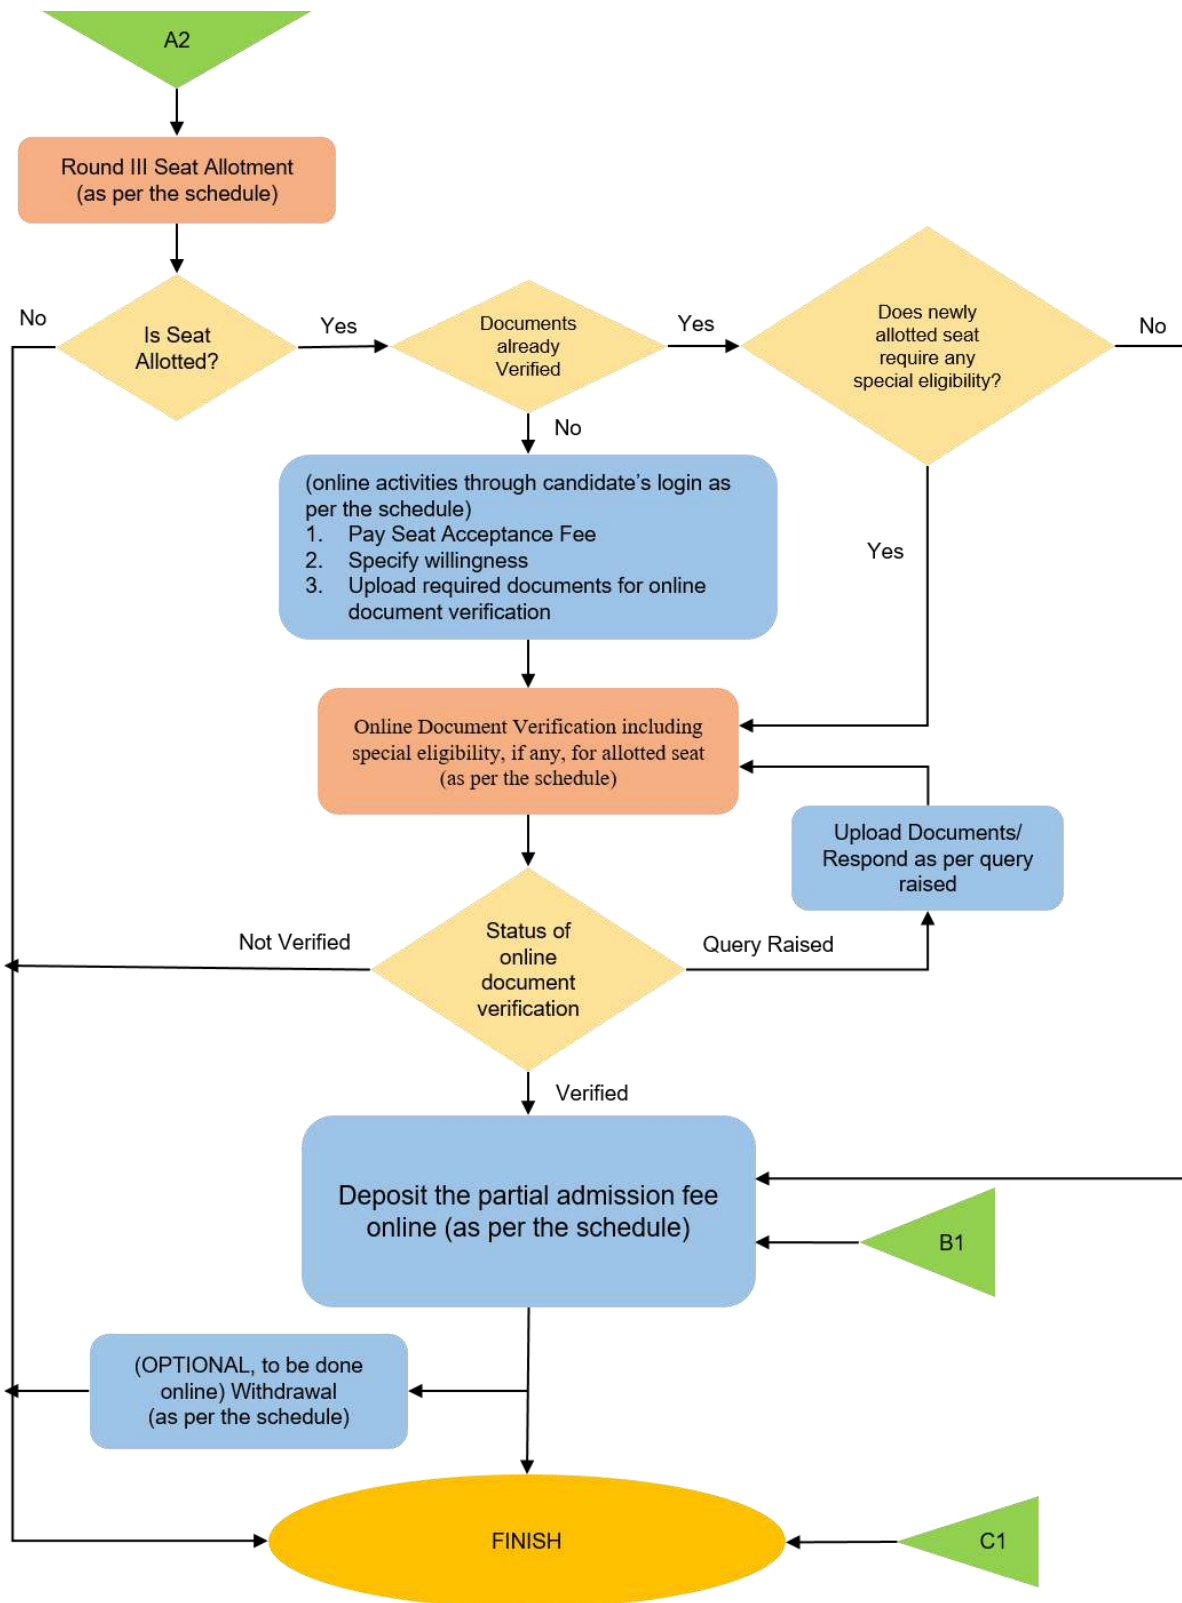 A2
Round III Seat Allotment
(as per the schedule)
No
Is Seat
Allotted?
Yes
Documents
already
Verified
Yes
Does newly
allotted seat
require any
special eligibility?
No
No
(online activities through candidate’s login as
per the schedule)
1. Pay Seat Acceptance Fee
2. Specify willingness
3. Upload required documents for online
document verification
Yes
Online Document Verification including
special eligibility, if any, for allotted seat
(as per the schedule)
Upload Documents/
Respond as per query
raised
Not Verified
Status of
online
document
verification
Query Raised
Verified
Deposit the partial admission fee
online (as per the schedule)
B1
(OPTIONAL, to be done
online) Withdrawal
(as per the schedule)
FINISH
C1